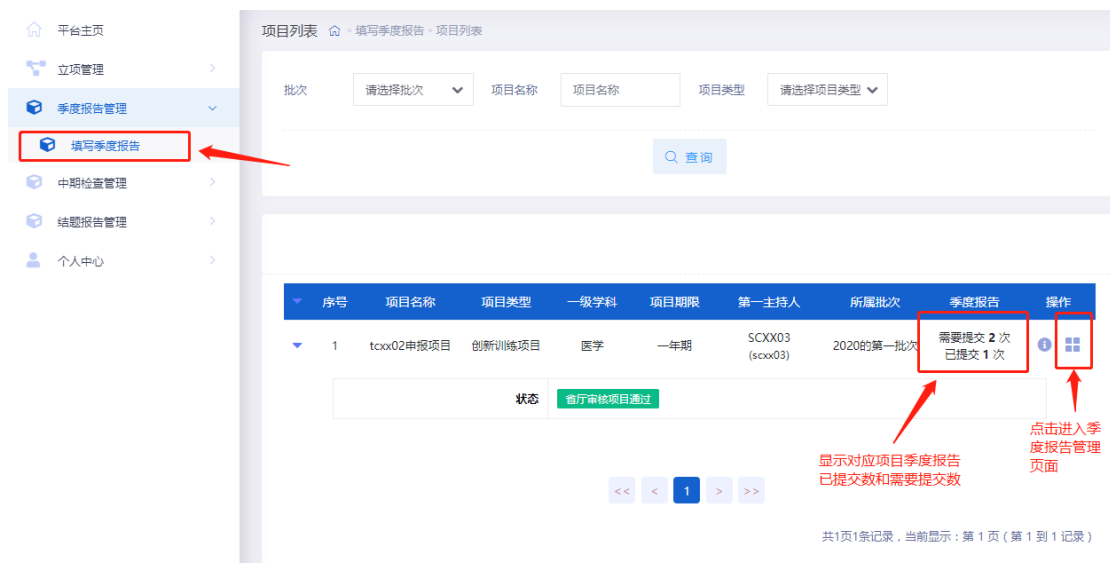 平台主页
立项管理
季度报告管理
填写季度报告
中期检查管理
结题报告管理
个人中心
项目列表 填写季度报告 项目列表
批次 请选择批次 项目名称 项目名称 项目类型 请选择项目类型
查询
序号 项目名称 项目类型 一级学科 项目期限 第一主持人 所属批次 季度报告 操作
1 tcxx02申报项目 创新训练项目 医学 一年期 SCXX03 (scxx03) 2020的第一批次 需要提交 2 次 已提交 1 次
状态 省厅审核项目通过
显示对应项目季度报告
已提交数和需要提交数
点击进入季
度报告管理
页面
<< < 1 > >>
共1页1条记录，当前显示：第 1 页 ( 第 1 到 1 记录 )